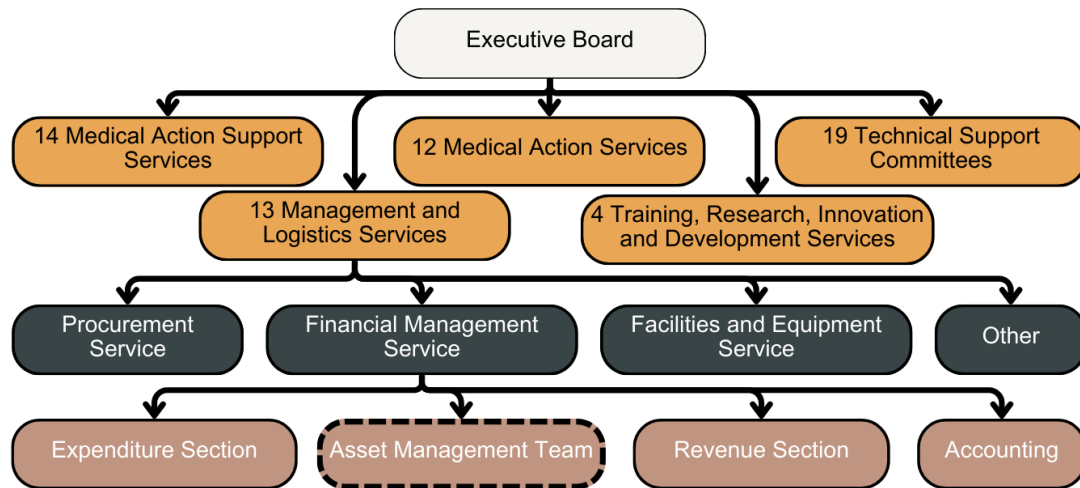 Executive Board
14 Medical Action Support
Services
12 Medical Action Services
19 Technical Support
Committees
13 Management and
Logistics Services
4 Training, Research, Innovation
and Development Services
Procurement
Service
Financial Management
Service
Facilities and Equipment
Service
Other
Expenditure Section
Asset Management Team
Revenue Section
Accounting